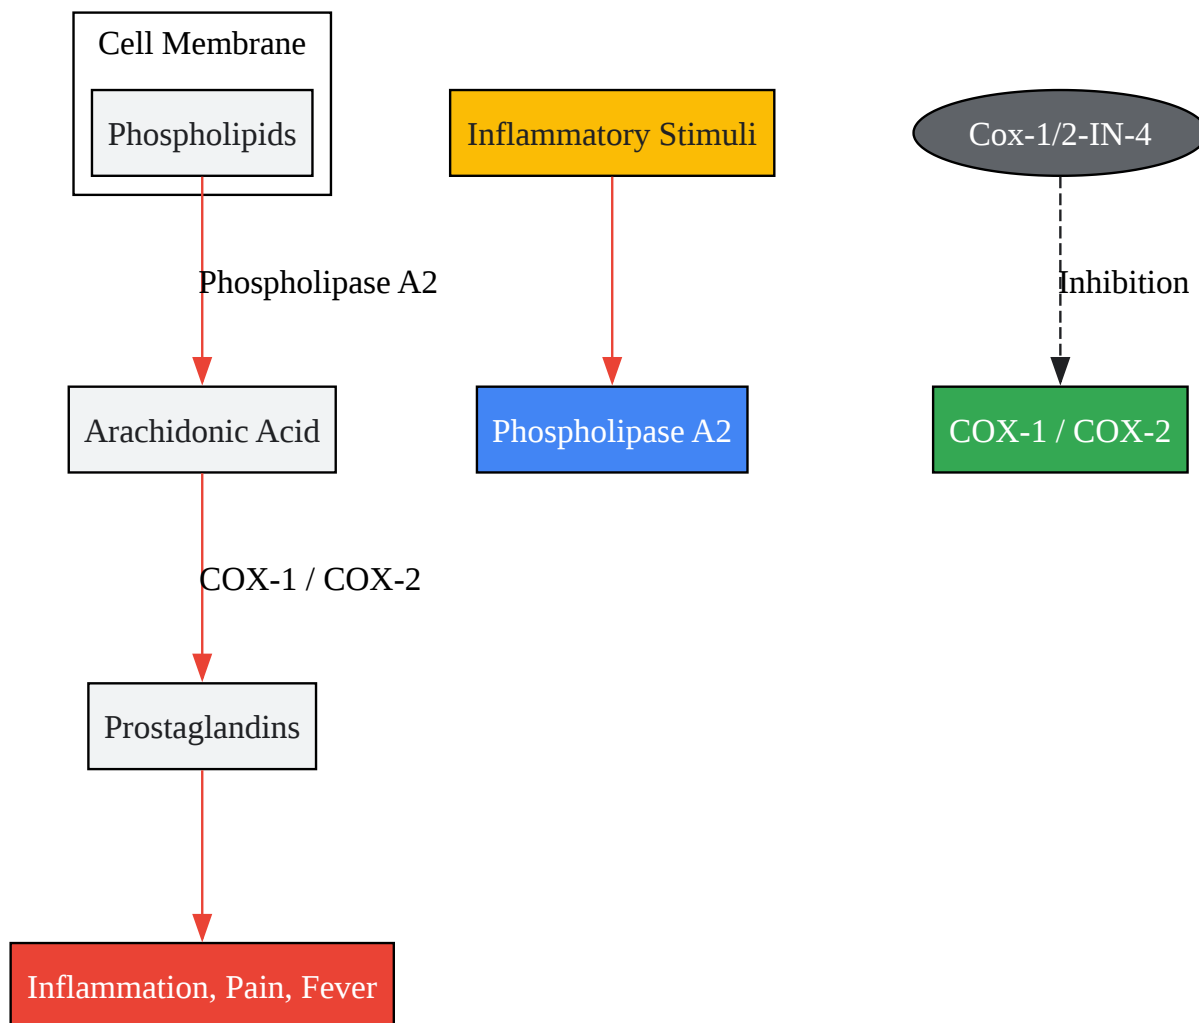 Cell Membrane
Phospholipids
Inflammatory Stimuli
Cox-1/2-IN-4
Phospholipase A2
Inhibition
Arachidonic Acid
Phospholipase A2
COX-1 / COX-2
COX-1 / COX-2
Prostaglandins
Inflammation, Pain, Fever